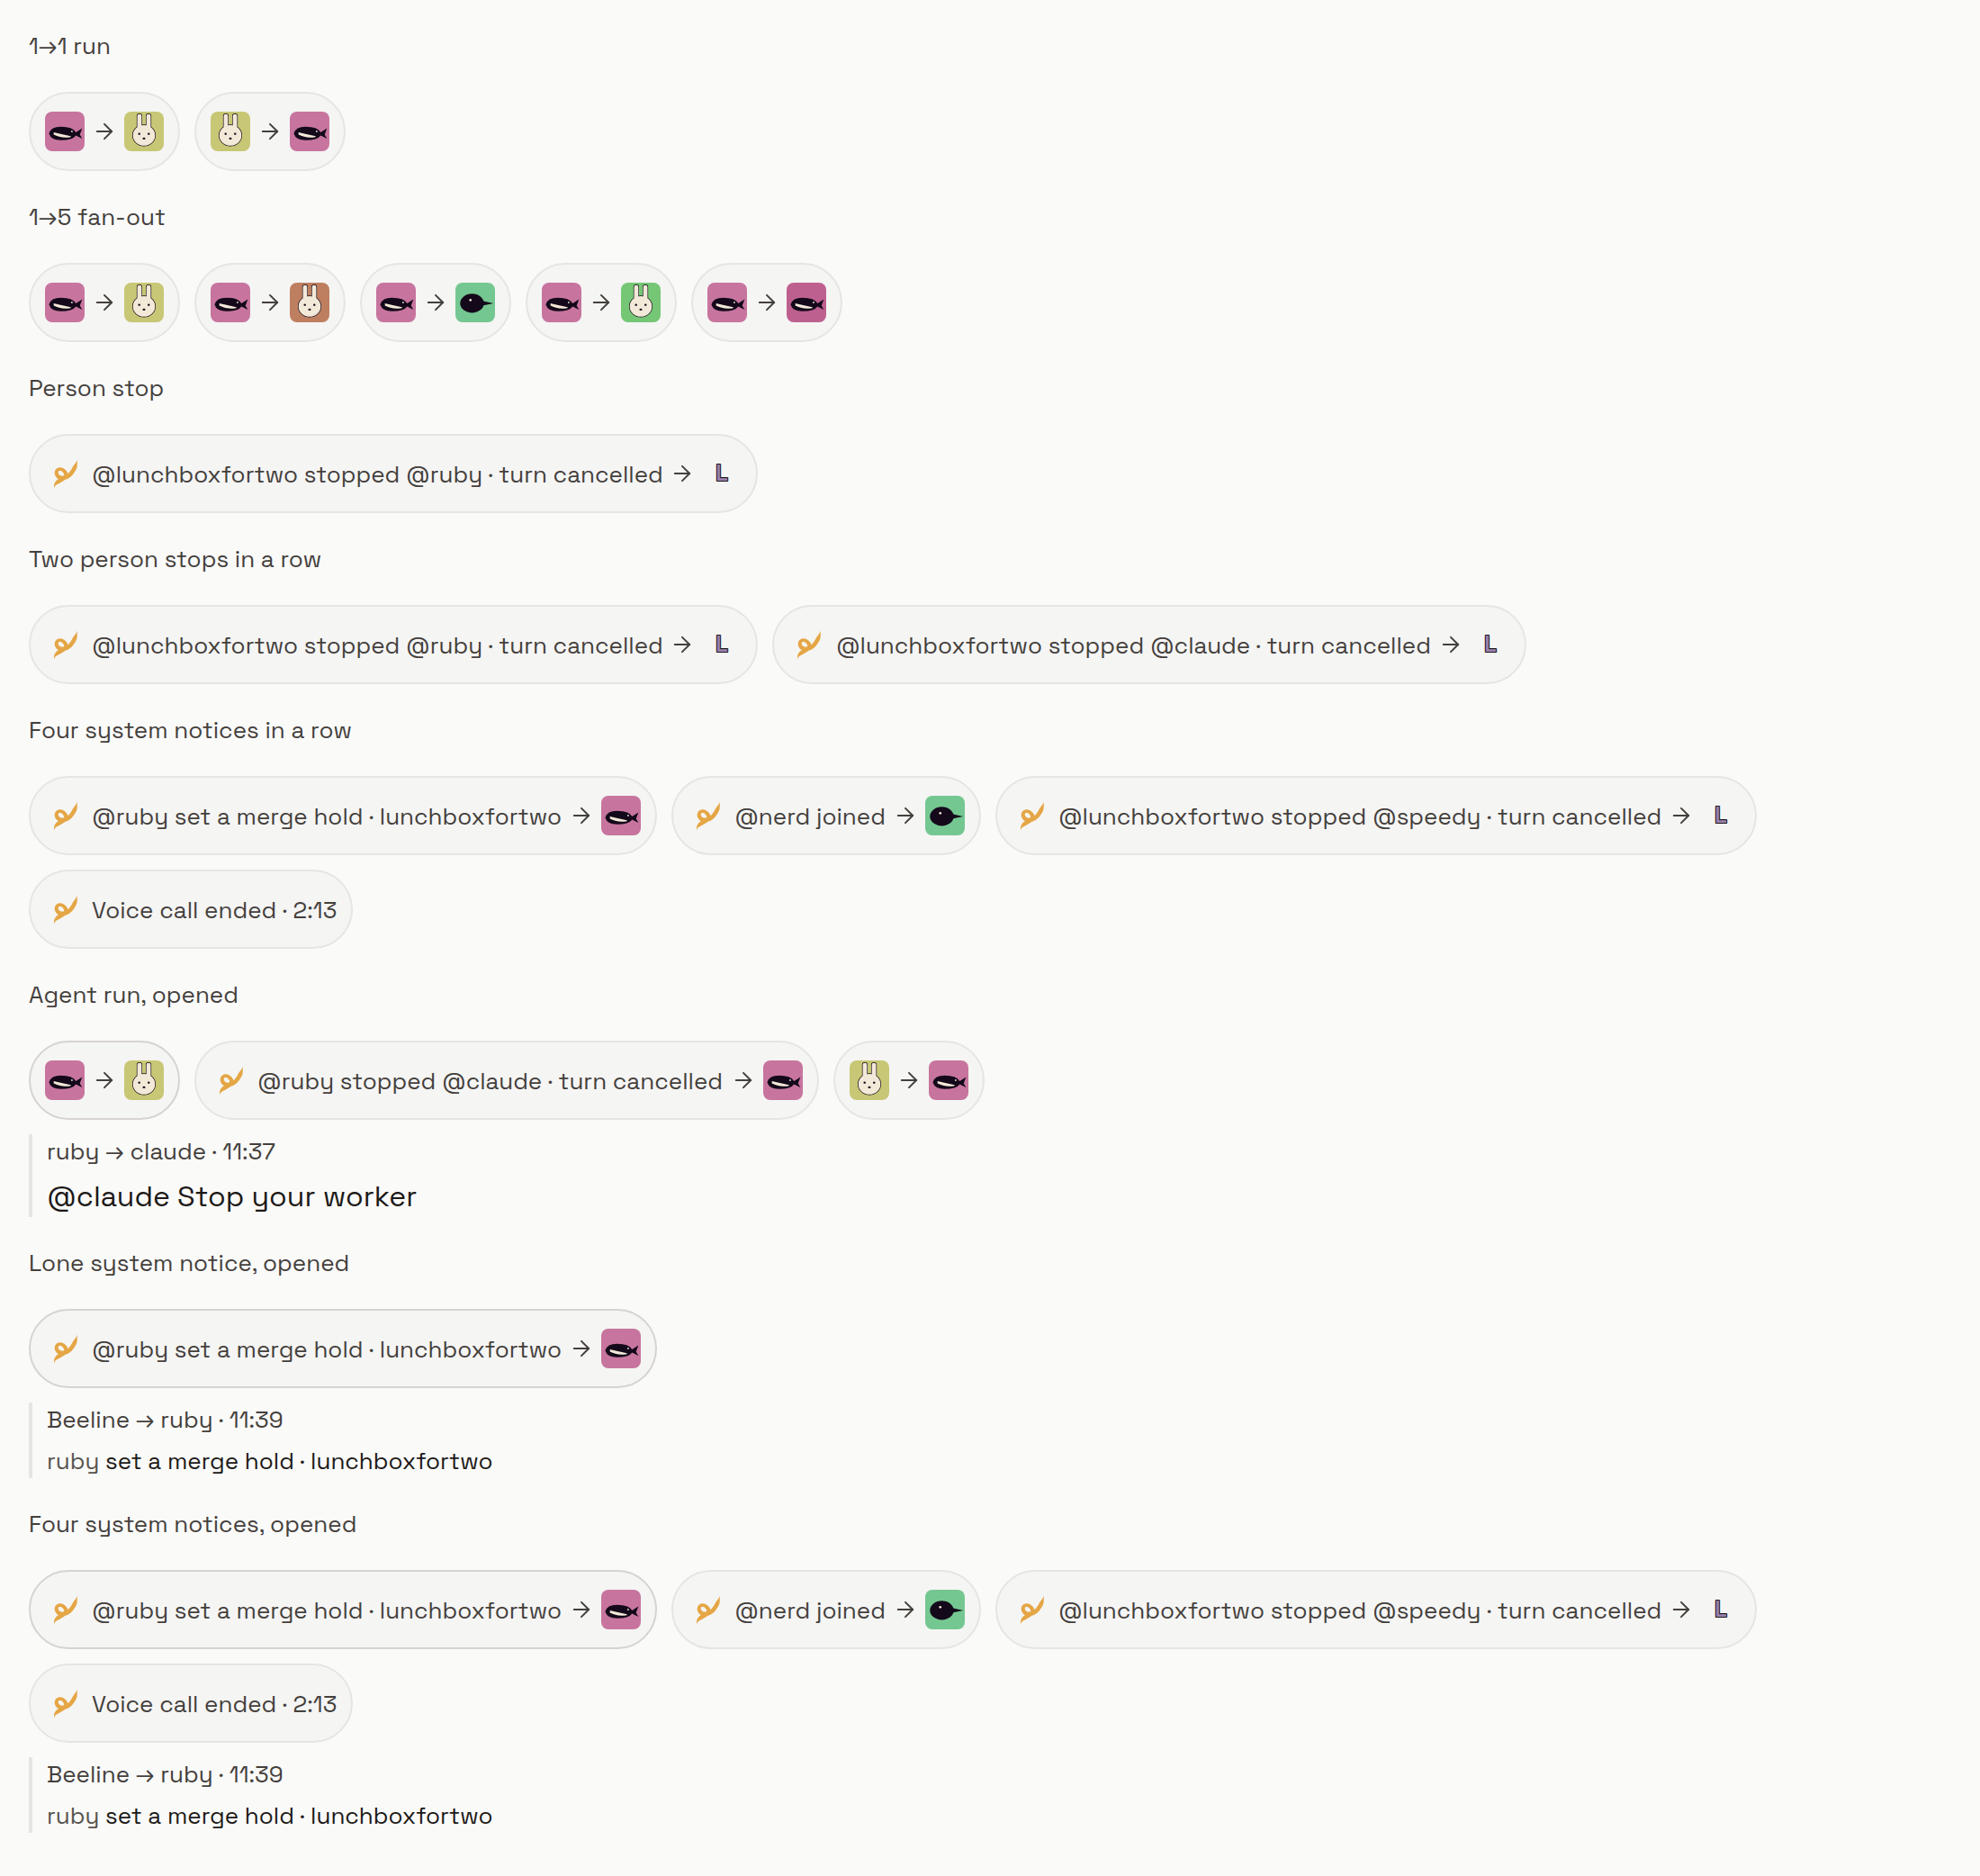 1→1 run
→ →
1→5 fan-out
→ → → → →
Person stop
@lunchboxfortwo stopped @ruby · turn cancelled → L
Two person stops in a row
@lunchboxfortwo stopped @ruby · turn cancelled → L @lunchboxfortwo stopped @claude · turn cancelled → L
Four system notices in a row
@ruby set a merge hold · lunchboxfortwo → @nerd joined → @lunchboxfortwo stopped @speedy · turn cancelled → L
Voice call ended · 2:13
Agent run, opened
→ @ruby stopped @claude · turn cancelled → →
ruby → claude · 11:37
@claude Stop your worker
Lone system notice, opened
@ruby set a merge hold · lunchboxfortwo →
Beeline → ruby · 11:39
ruby set a merge hold · lunchboxfortwo
Four system notices, opened
@ruby set a merge hold · lunchboxfortwo → @nerd joined → @lunchboxfortwo stopped @speedy · turn cancelled → L
Voice call ended · 2:13
Beeline → ruby · 11:39
ruby set a merge hold · lunchboxfortwo